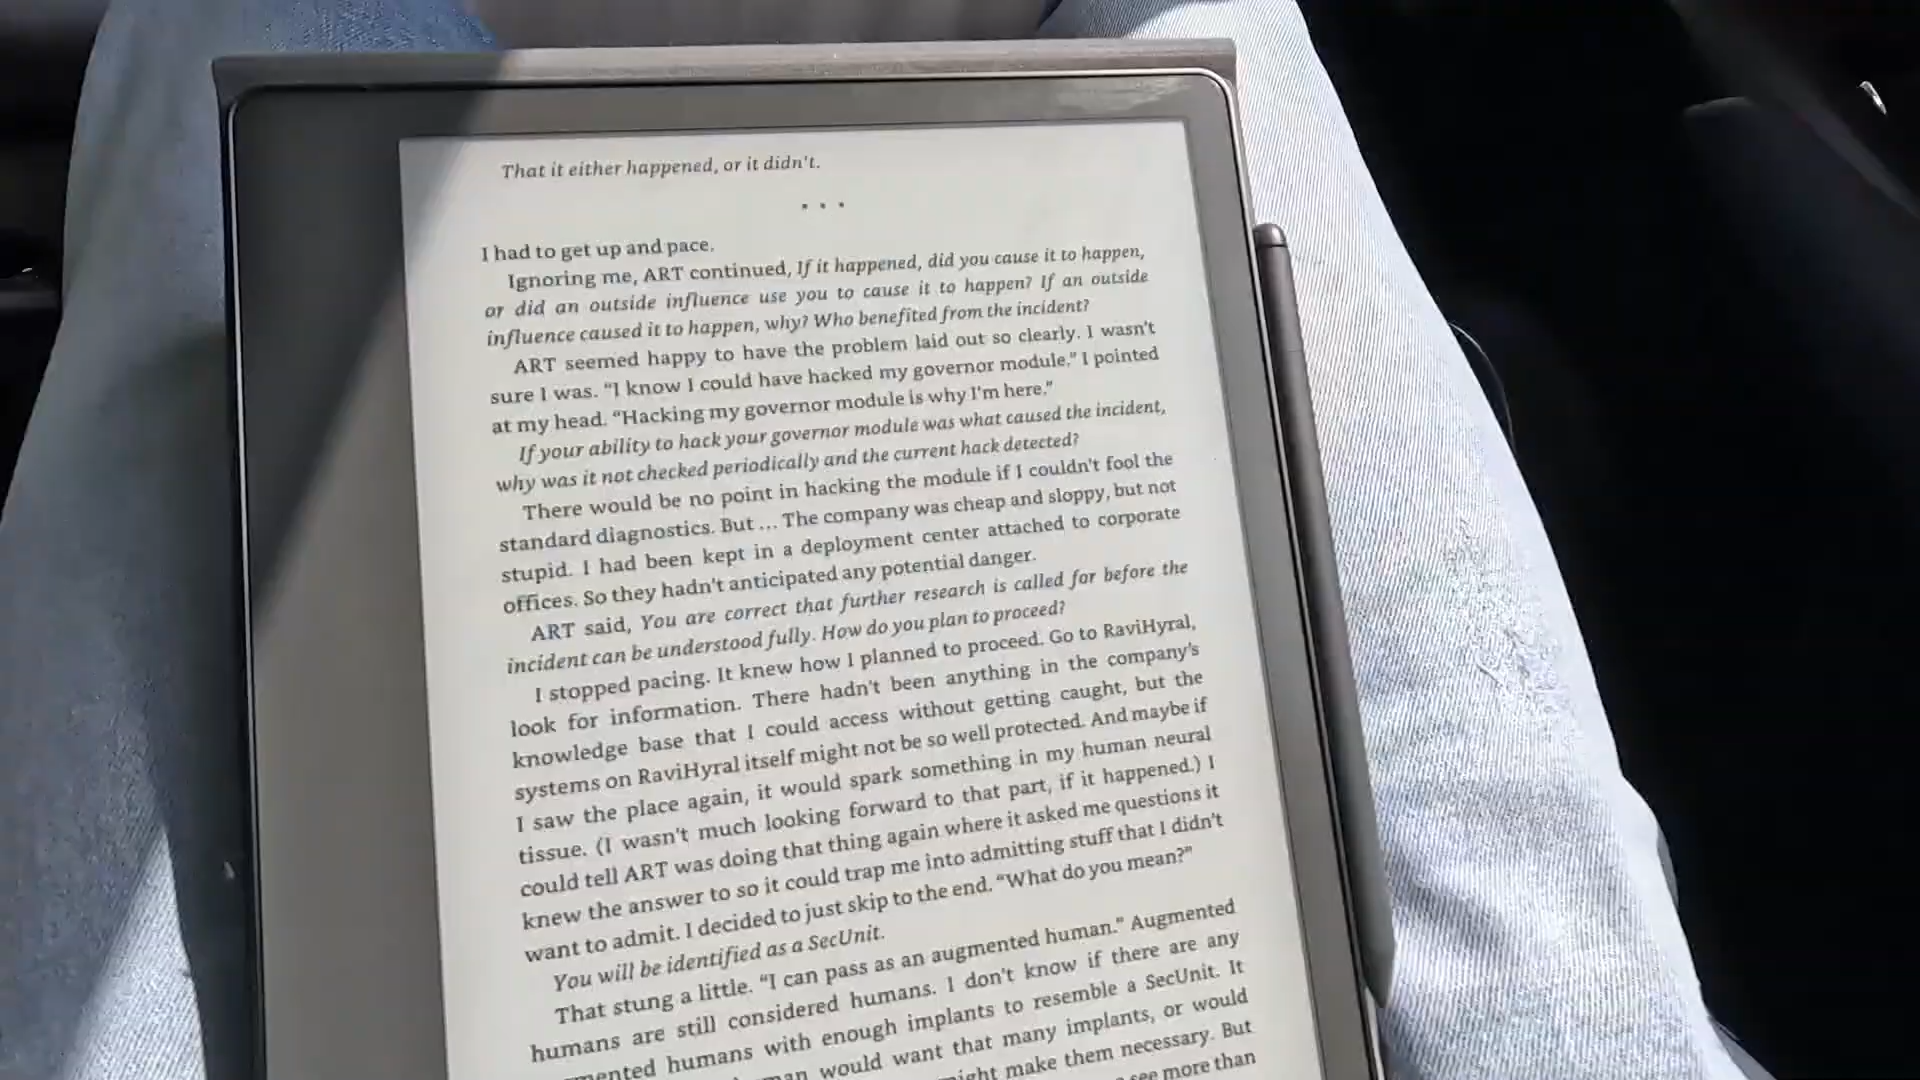 That it either happened, or it didn't.
• • •
I had to get up and pace.
Ignoring me, ART continued, If it happened, did you cause it to happen,
or did an outside influence use you to cause it to happen? If an outside
influence caused it to happen, why? Who benefited from the incident?
ART seemed happy to have the problem laid out so clearly. I wasn't
sure I was. “I know I could have hacked my governor module.” I pointed
at my head. “Hacking my governor module is why I'm here.”
If your ability to hack your governor module was what caused the incident,
why was it not checked periodically and the current hack detected?
There would be no point in hacking the module if I couldn't fool the
standard diagnostics. But ... The company was cheap and sloppy, but not
stupid. I had been kept in a deployment center attached to corporate
offices. So they hadn't anticipated any potential danger.
ART said, You are correct that further research is called for before the
incident can be understood fully. How do you plan to proceed?
I stopped pacing. It knew how I planned to proceed. Go to RaviHyral,
look for information. There hadn't been anything in the company's
knowledge base that I could access without getting caught, but the
systems on RaviHyral itself might not be so well protected. And maybe if
I saw the place again, it would spark something in my human neural
tissue. (I wasn't much looking forward to that part, if it happened.) I
could tell ART was doing that thing again where it asked me questions it
knew the answer to so it could trap me into admitting stuff that I didn't
want to admit. I decided to just skip to the end. “What do you mean?”
You will be identified as a SecUnit.
That stung a little. “I can pass as an augmented human.” Augmented
humans are still considered humans. I don't know if there are any
mented humans with enough implants to resemble a SecUnit. It
would want that many implants, or would
make them necessary. But
see more than